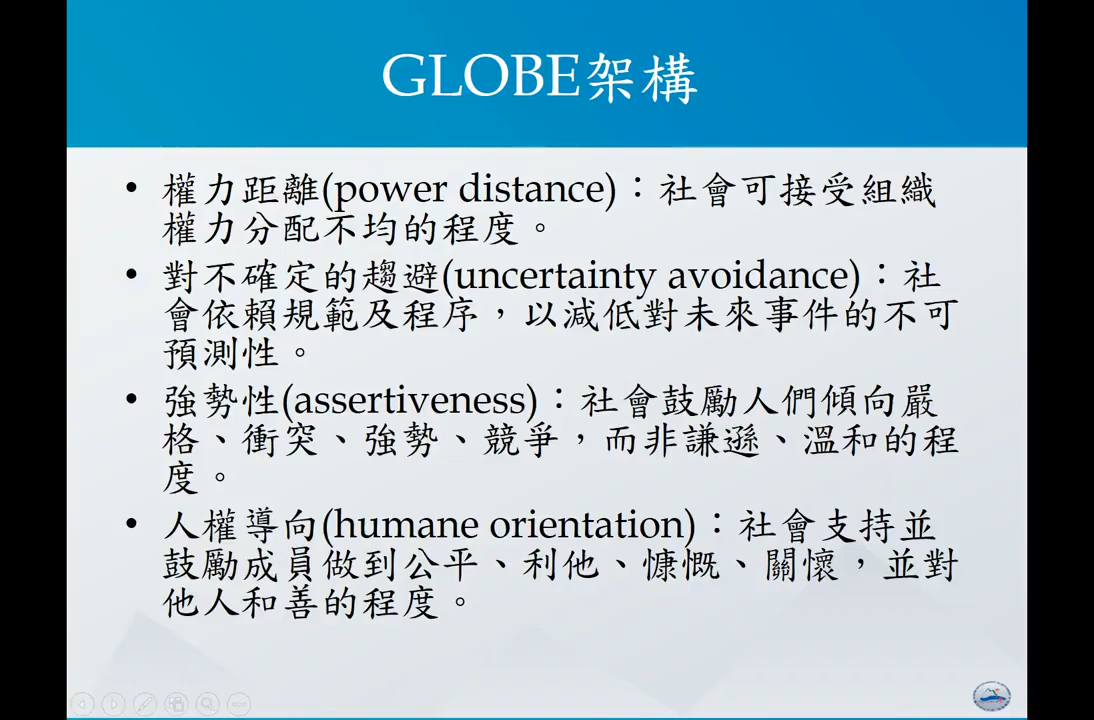 GLOBE架構
• 權力距離(power distance)：社會可接受組織
權力分配不均的程度。
• 對不確定的趨避(uncertainty avoidance)：社
會依賴規範及程序，以減低對未來事件的不可
預測性。
• 強勢性(assertiveness)：社會鼓勵人們傾向嚴
格、衝突、強勢、競爭，而非謙遜、溫和的程
度。
• 人權導向(humane orientation)：社會支持並
鼓勵成員做到公平、利他、慷慨、關懷，並對
他人和善的程度。